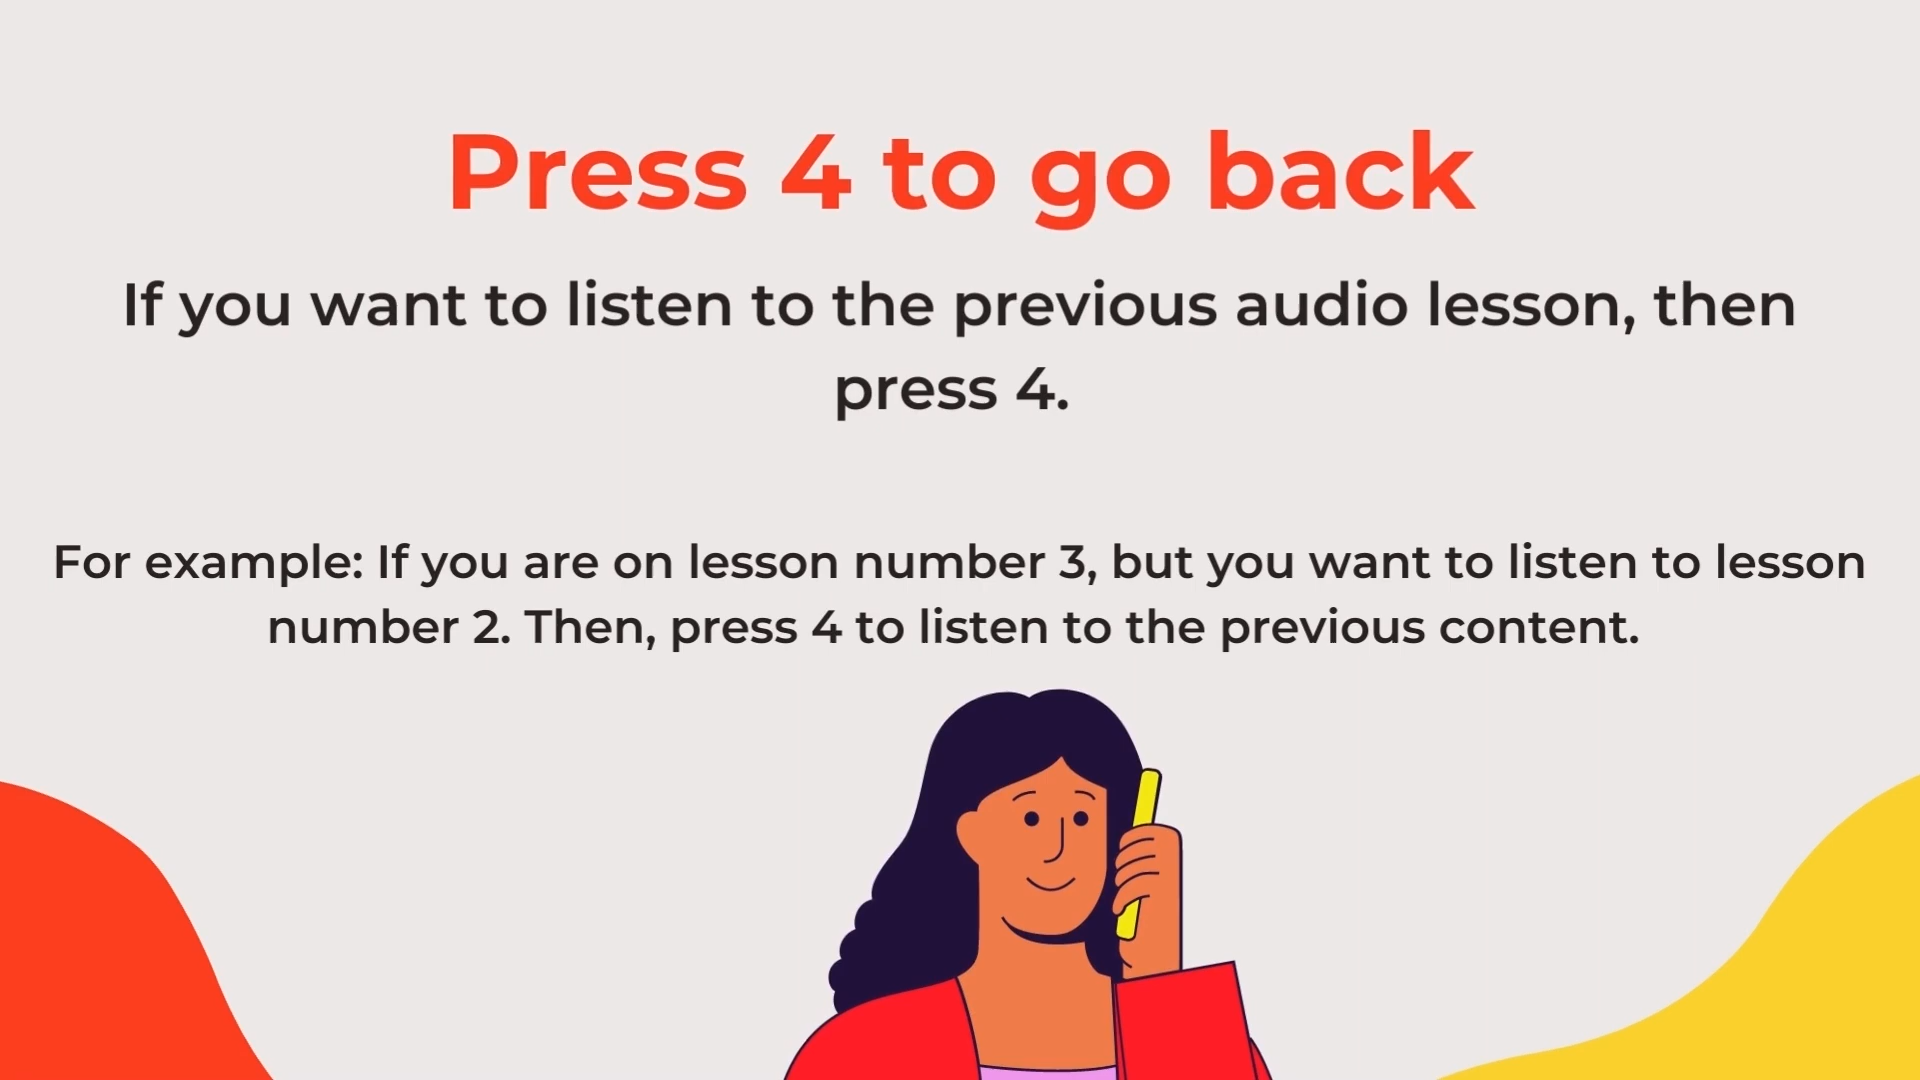 Press 4 to go back
If you want to listen to the previous audio lesson, then
press 4.
For example: If you are on lesson number 3, but you want to listen to lesson
number 2. Then, press 4 to listen to the previous content.